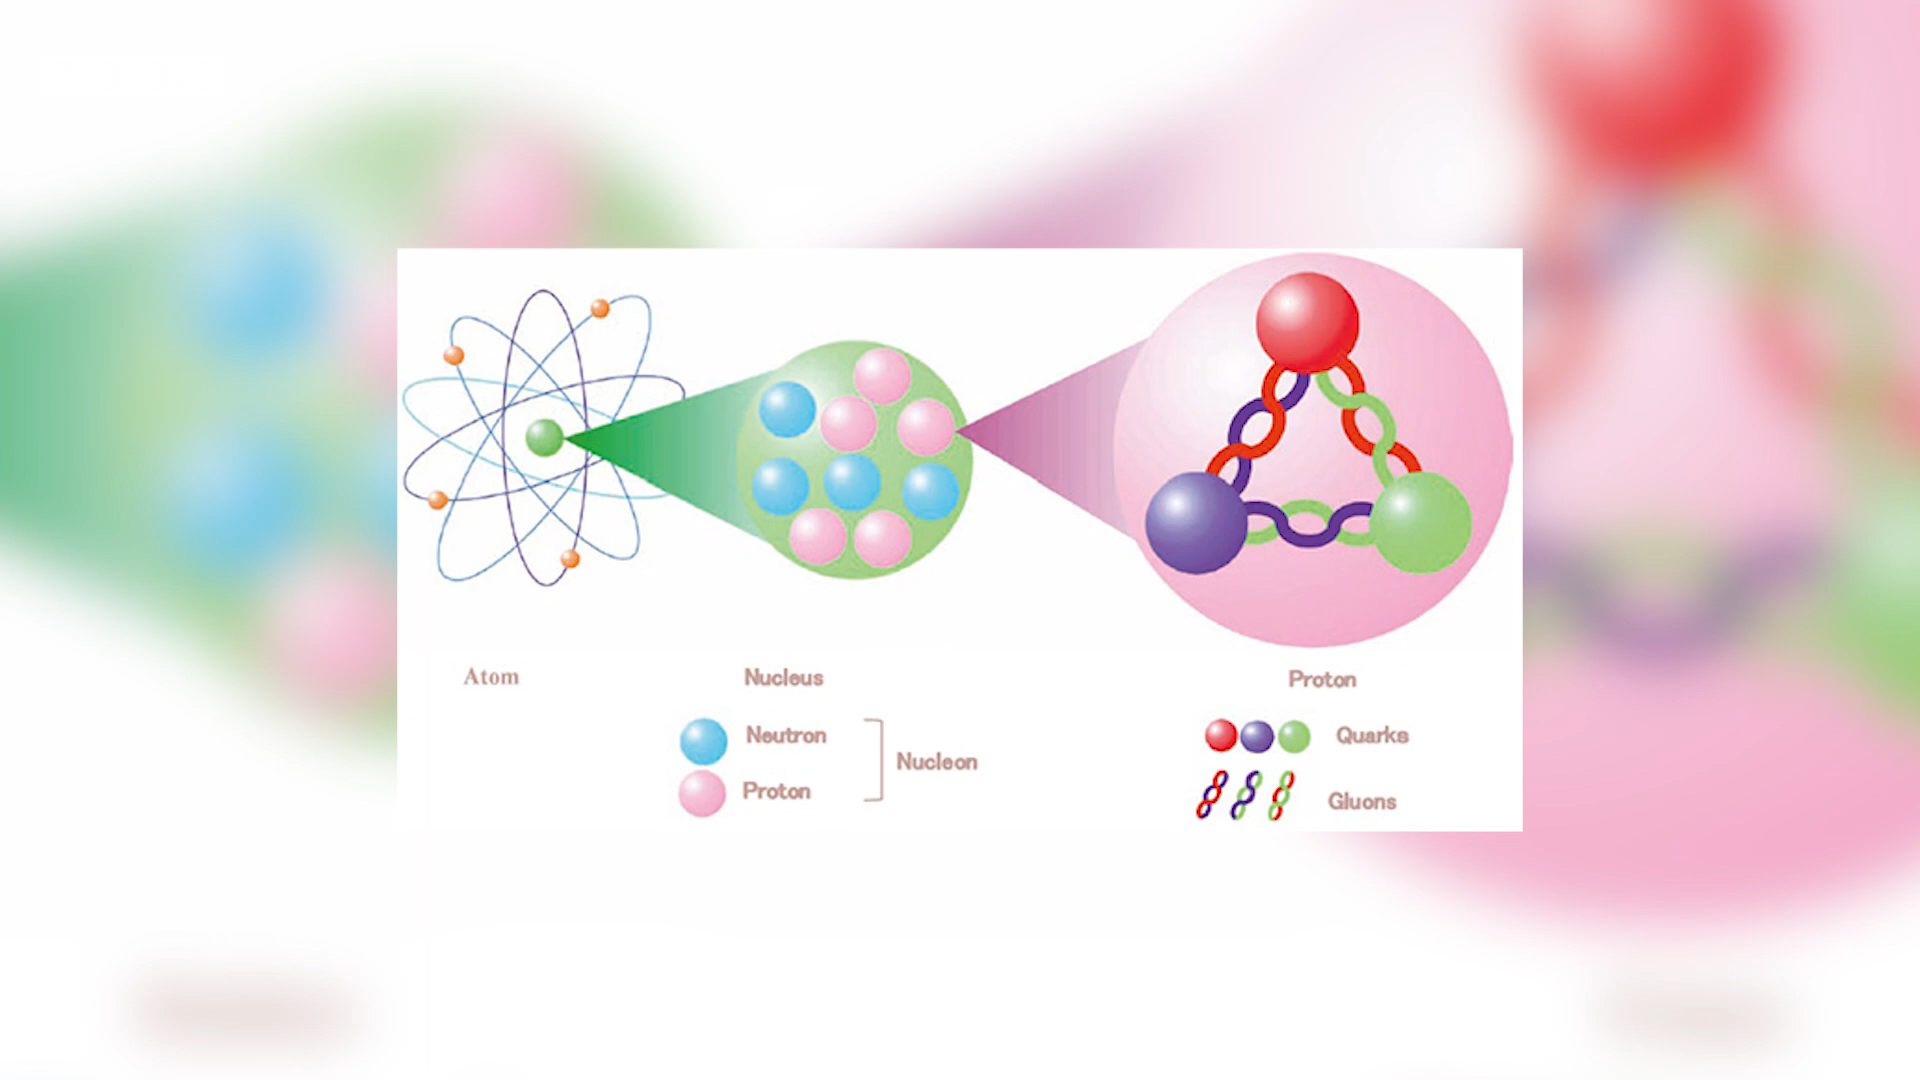 Atom
Nucleus
Proton
Neutron
Proton
Nucleon
Quarks
Gluons